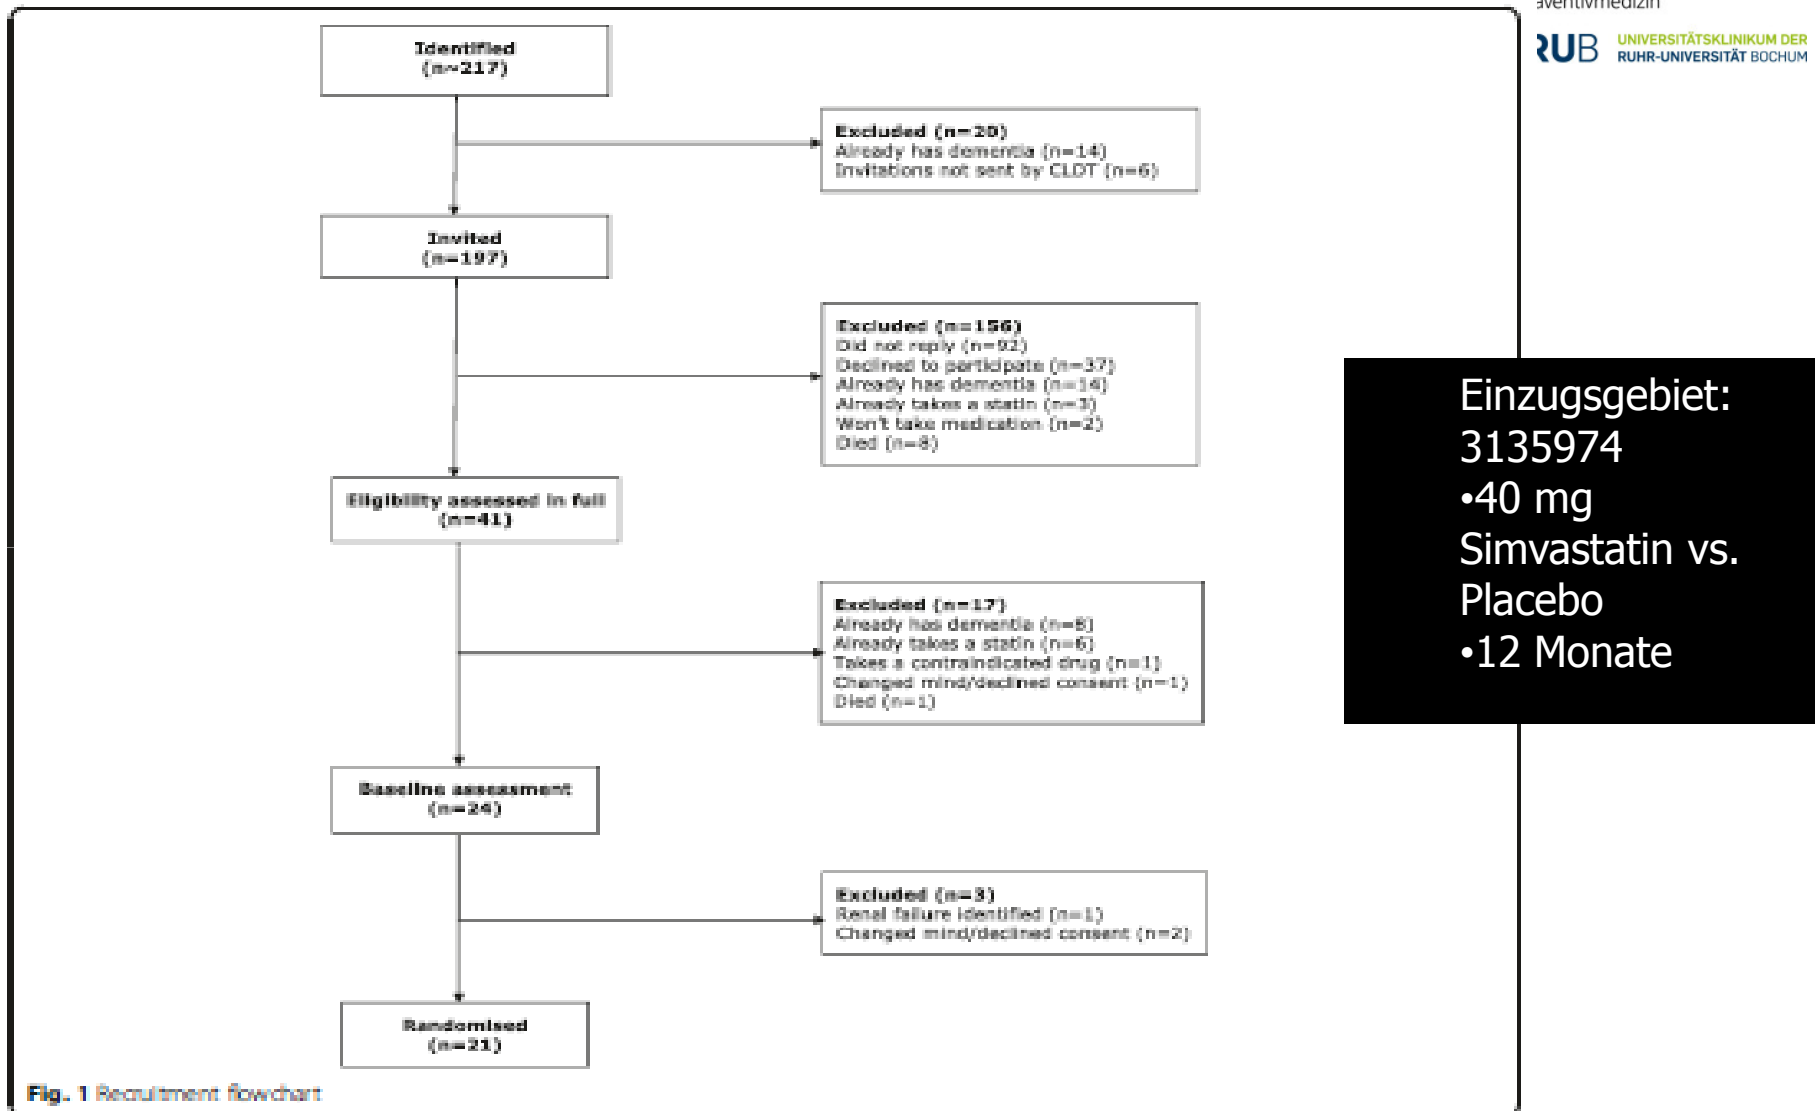 äventivmedizin
RUB UNIVERSITÄTSKLINIKUM DER
RUHR-UNIVERSITÄT BOCHUM
Identified
(n~217)
Excluded (n=20)
Already has dementia (n=14)
Invitations not sent by CLDT (n=6)
Invited
(n=197)
Excluded (n=156)
Did not reply (n=92)
Declined to participate (n=37)
Already has dementia (n=14)
Already takes a statin (n=3)
Won't take medication (n=2)
Died (n=8)
Eligibility assessed in full
(n=41)
Excluded (n=17)
Already has dementia (n=8)
Already takes a statin (n=6)
Takes a contraindicated drug (n=1)
Changed mind/declined consent (n=1)
Died (n=1)
Baseline assessment
(n=24)
Excluded (n=3)
Renal failure identified (n=1)
Changed mind/declined consent (n=2)
Randomised
(n=21)
Fig. 1 Recruitment flowchart
Einzugsgebiet:
3135974
•40 mg
Simvastatin vs.
Placebo
•12 Monate